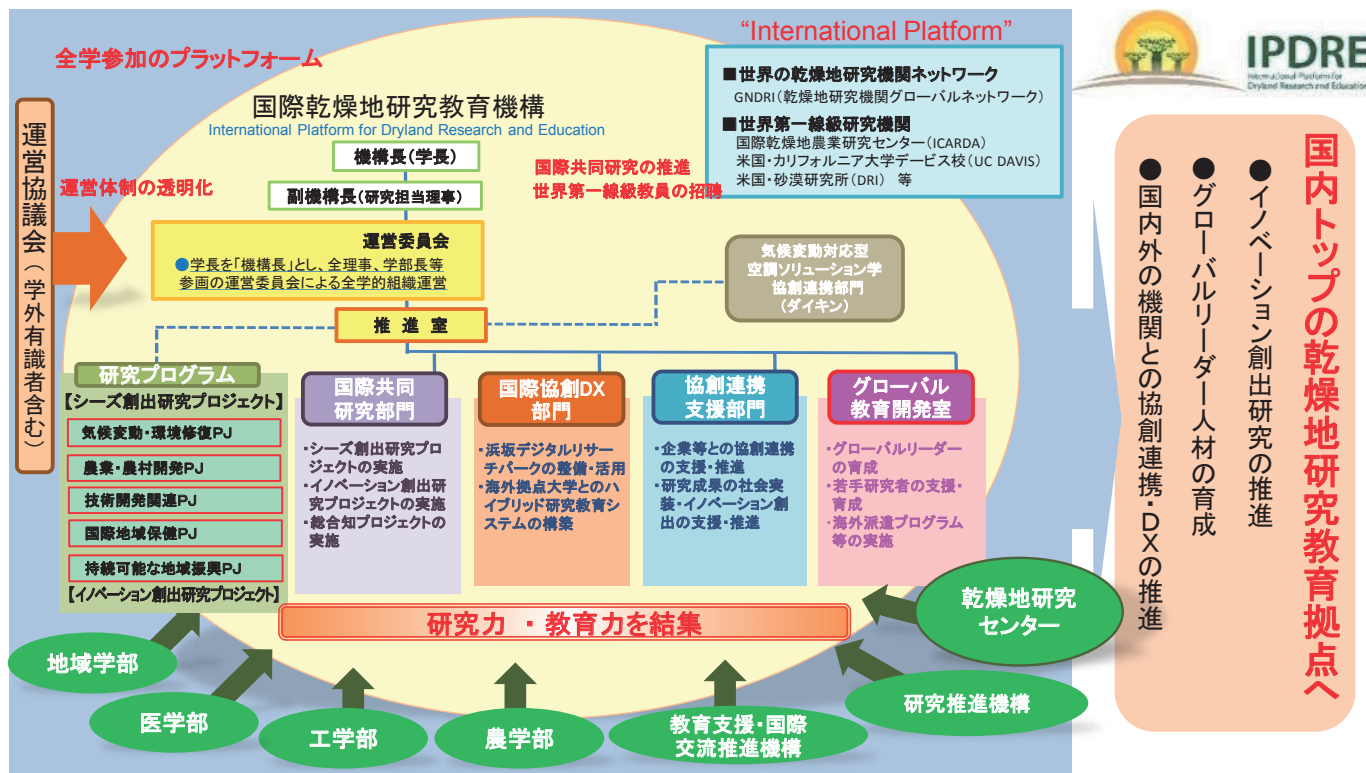 全学参加のプラットフォーム
“International Platform”
■世界の乾燥地研究機関ネットワーク
GNDRI（乾燥地研究機関グローバルネットワーク）
■世界第一線級研究機関
国際乾燥地農業研究センター（ICARDA）
米国・カリフォルニア大学デービス校（UC DAVIS）
米国・砂漠研究所（DRI） 等
IPDRE
International Platform for
Dryland Research and Education
運営協議会（学外有識者含む）
運営体制の透明化
国際乾燥地研究教育機構
International Platform for Dryland Research and Education
機構長（学長）
副機構長（研究担当理事）
国際共同研究の推進
世界第一線級教員の招聘
運営委員会
●学長を「機構長」とし、全理事、学部長等
参画の運営委員会による全学的組織運営
推 進 室
気候変動対応型
空調ソリューション学
協創連携部門
（ダイキン）
研究プログラム
【シーズ創出研究プロジェクト】
気候変動・環境修復PJ
農業・農村開発PJ
技術開発関連PJ
国際地域保健PJ
持続可能な地域振興PJ
【イノベーション創出研究プロジェクト】
国際共同
研究部門
・シーズ創出研究プロ
ジェクトの実施
・イノベーション創出研
究プロジェクトの実施
・総合知プロジェクトの
実施
国際協創DX
部門
・浜坂デジタルリサー
チパークの整備・活用
・海外拠点大学とのハ
イブリッド研究教育シ
ステムの構築
協創連携
支援部門
・企業等との協創連携
の支援・推進
・研究成果の社会実
装・イノベーション創
出の支援・推進
グローバル
教育開発室
・グローバルリーダー
の育成
・若手研究者の支援・
育成
・海外派遣プログラム
等の実施
研究力 ・教育力を結集
地域学部
医学部
工学部
農学部
教育支援・国際
交流推進機構
研究推進機構
乾燥地研究
センター
国内トップの乾燥地研究教育拠点へ
●イノベーション創出研究の推進
●グローバルリーダー人材の育成
●国内外の機関との協創連携・DXの推進